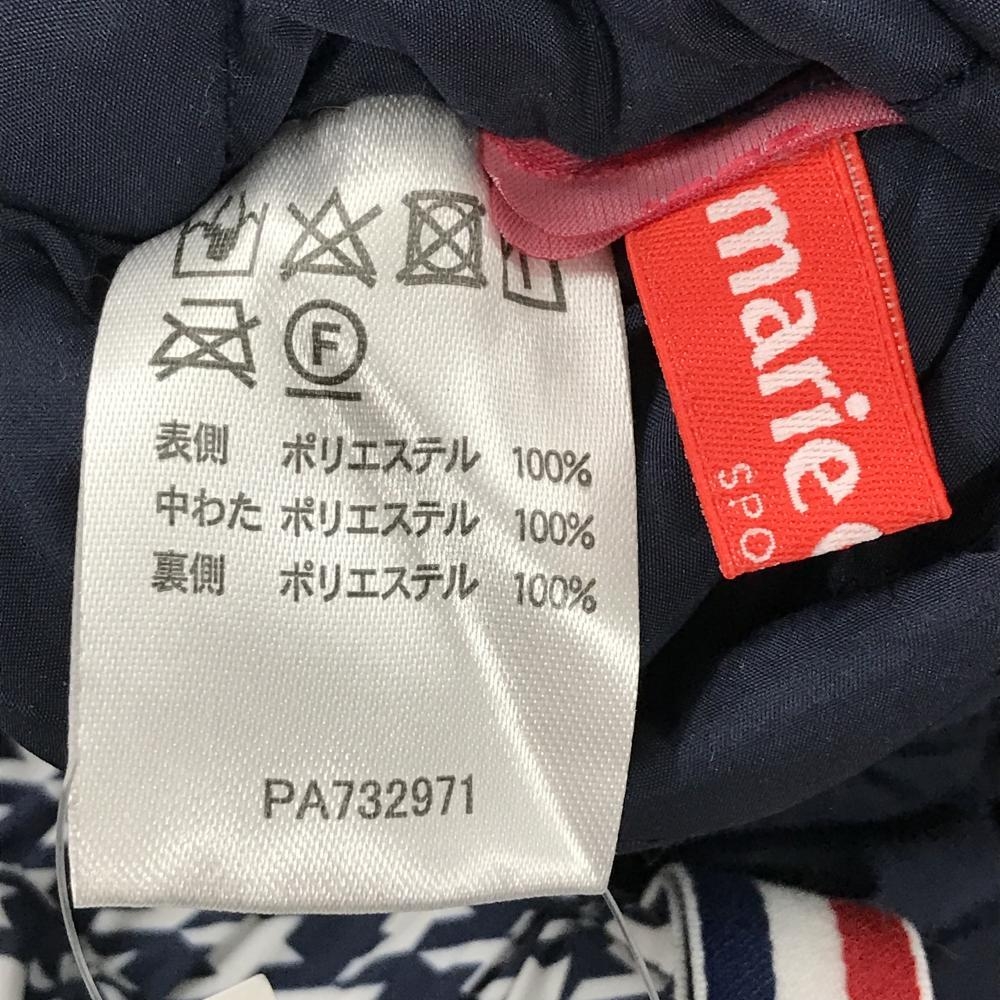 F
表側 ポリエステル 100%
中わた ポリエステル 100%
裏側 ポリエステル 100%
PA732971
marie
SPO